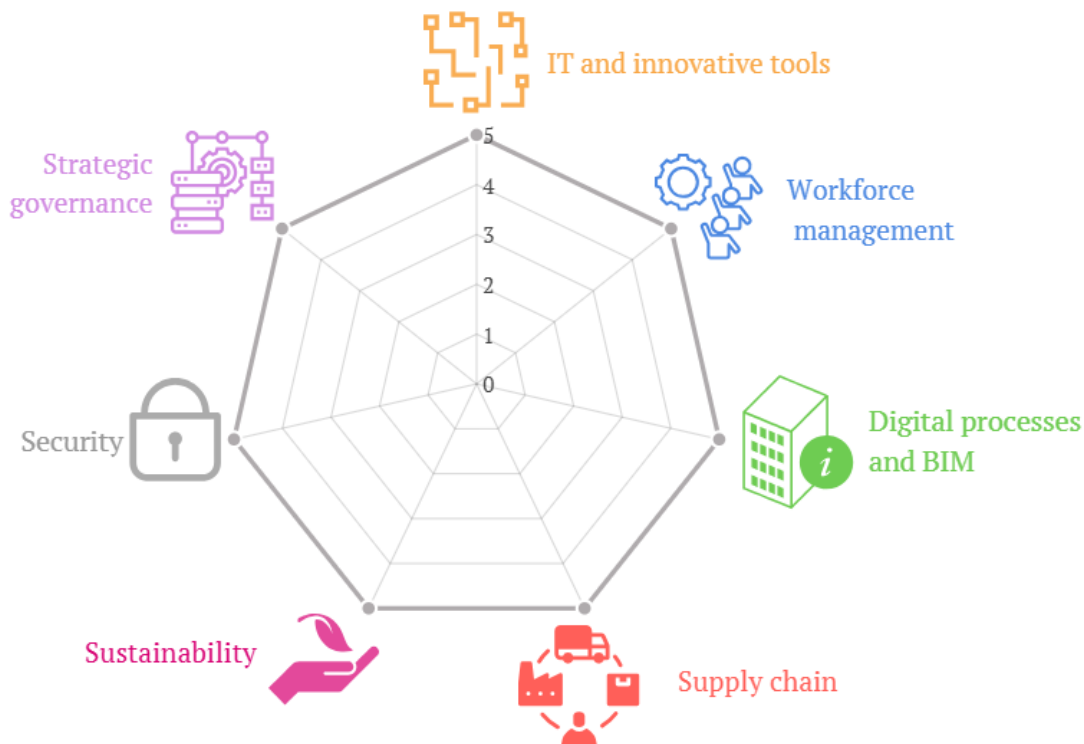 IT and innovative tools
5
Strategic
governance
4
Workforce
management
3
2
1
0
Digital processes
and BIM
i
Security
Sustainability
Supply chain